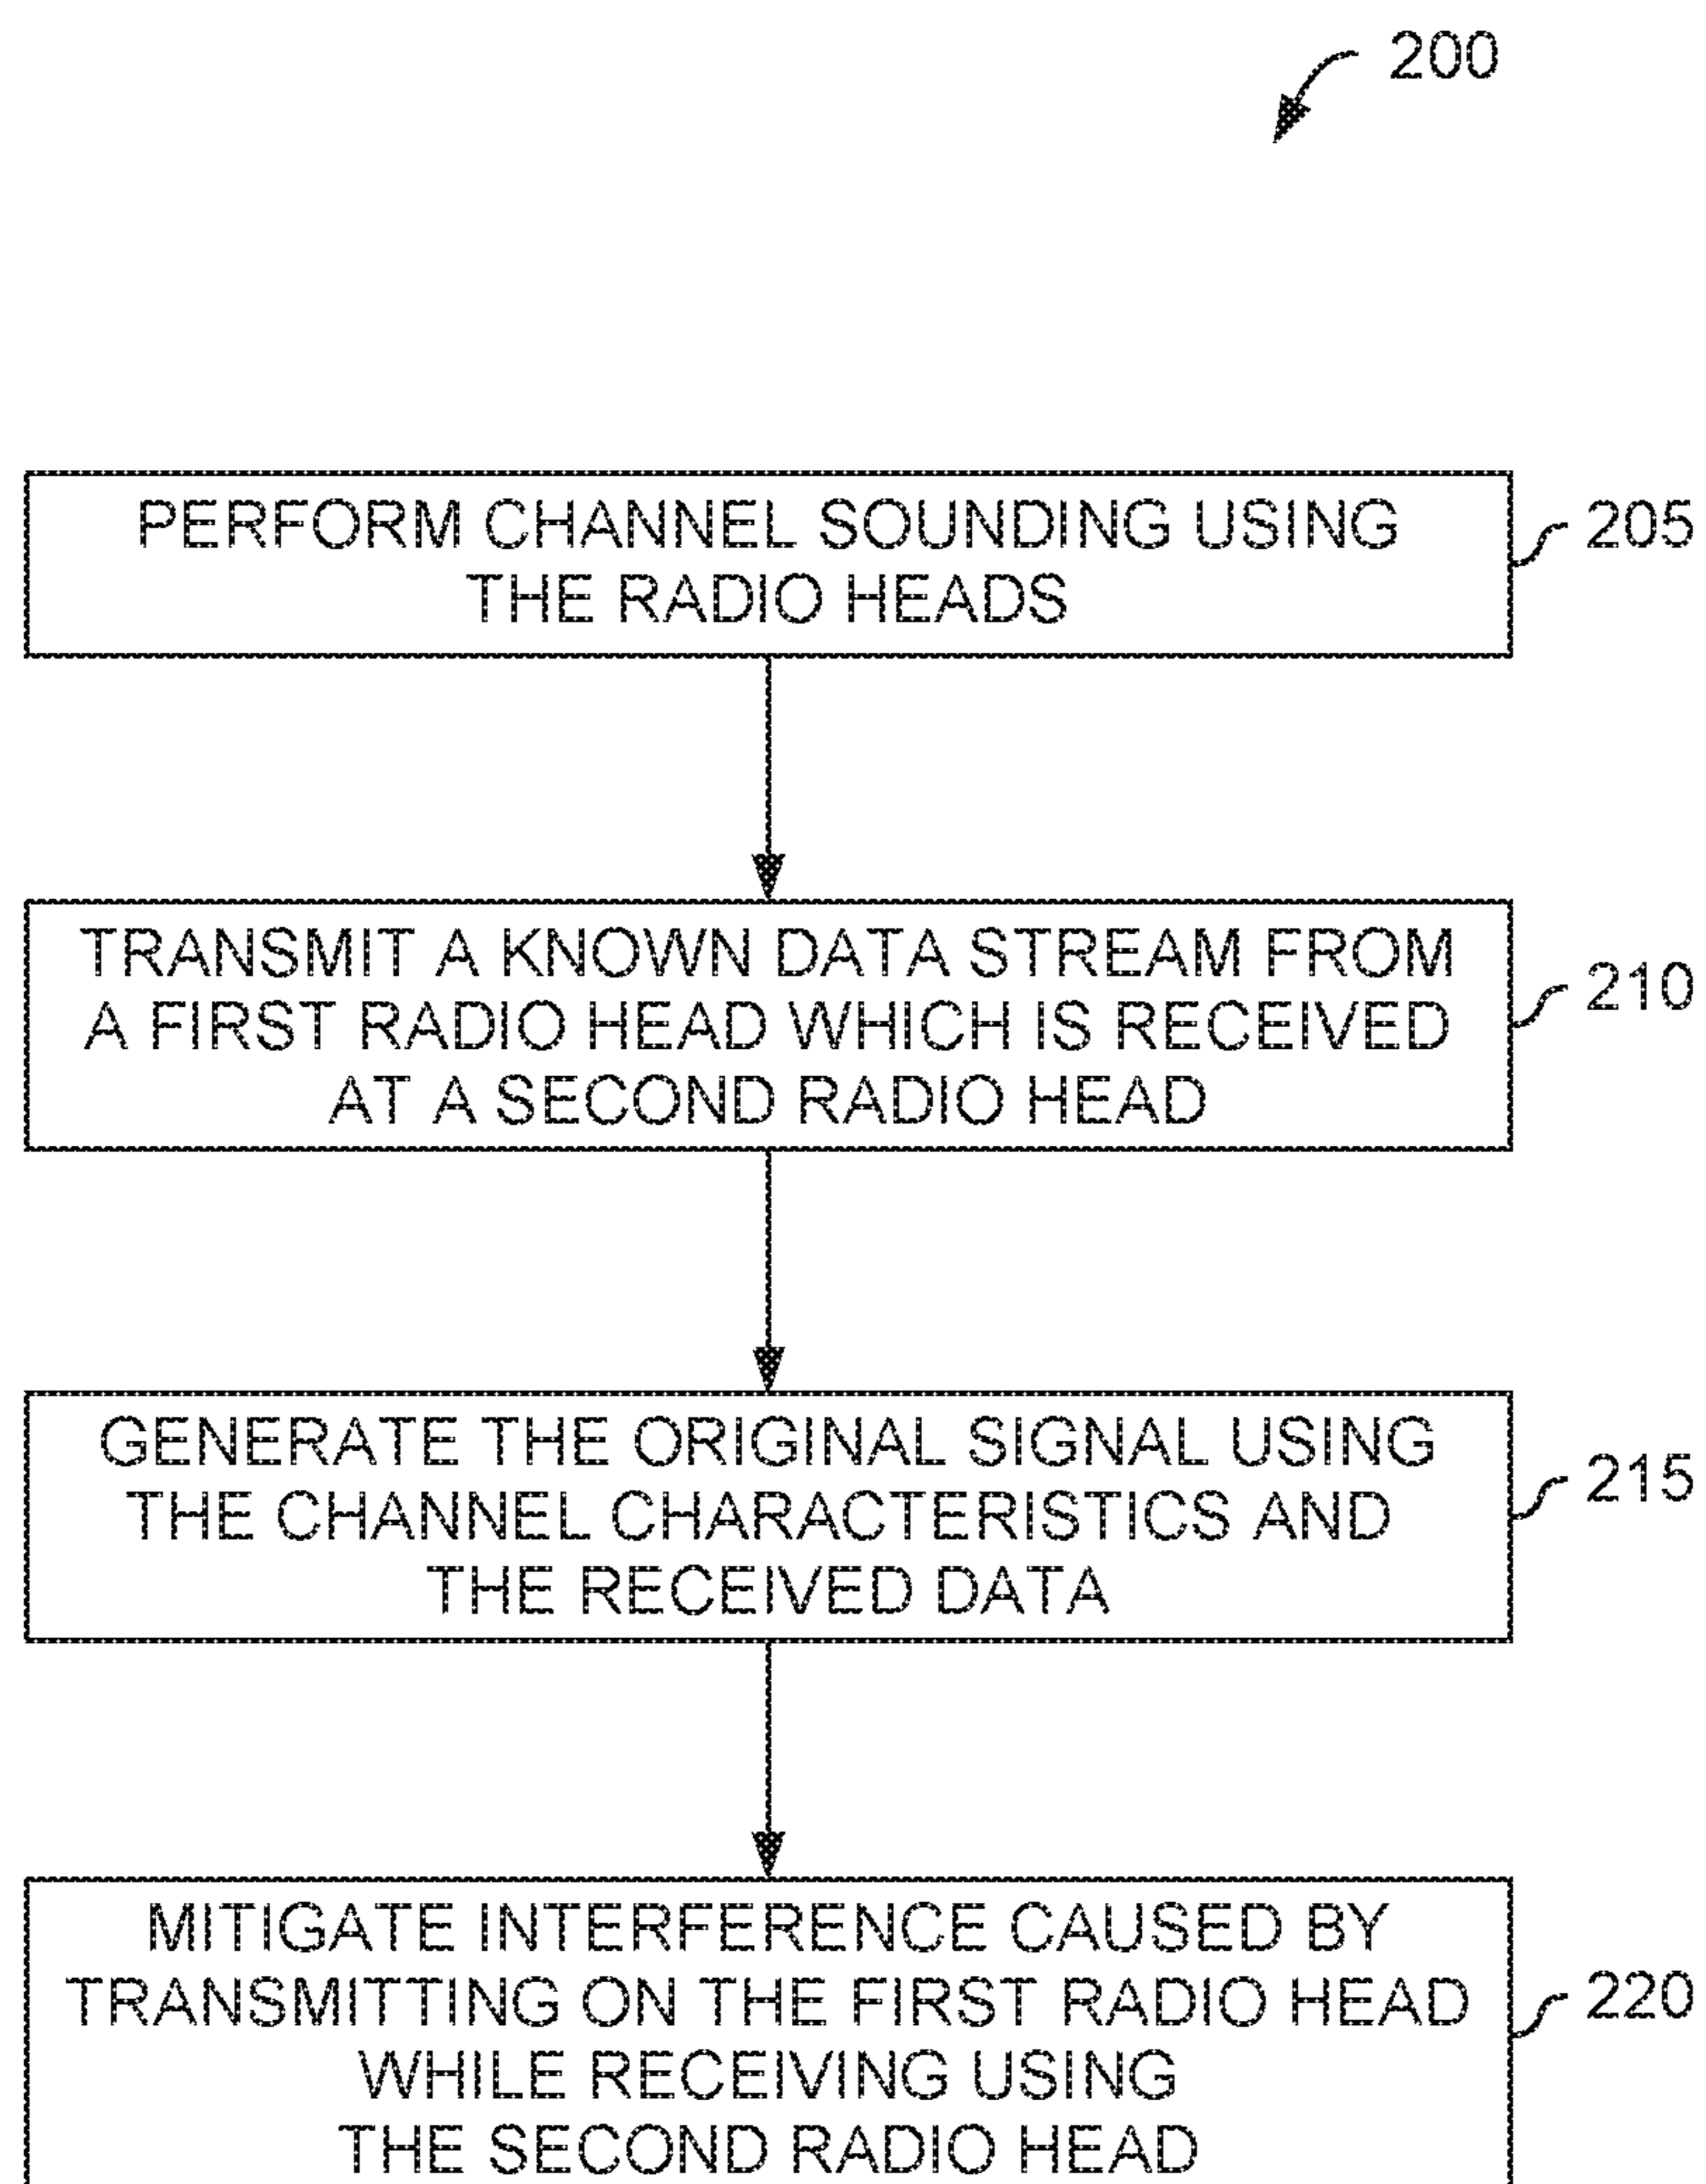 200
PERFORM CHANNEL SOUNDING USING
THE RADIO HEADS
205
TRANSMIT A KNOWN DATA STREAM FROM
A FIRST RADIO HEAD WHICH IS RECEIVED
AT A SECOND RADIO HEAD
210
GENERATE THE ORIGINAL SIGNAL USING
THE CHANNEL CHARACTERISTICS AND
THE RECEIVED DATA
215
MITIGATE INTERFERENCE CAUSED BY
TRANSMITTING ON THE FIRST RADIO HEAD
WHILE RECEIVING USING
THE SECOND RADIO HEAD
220